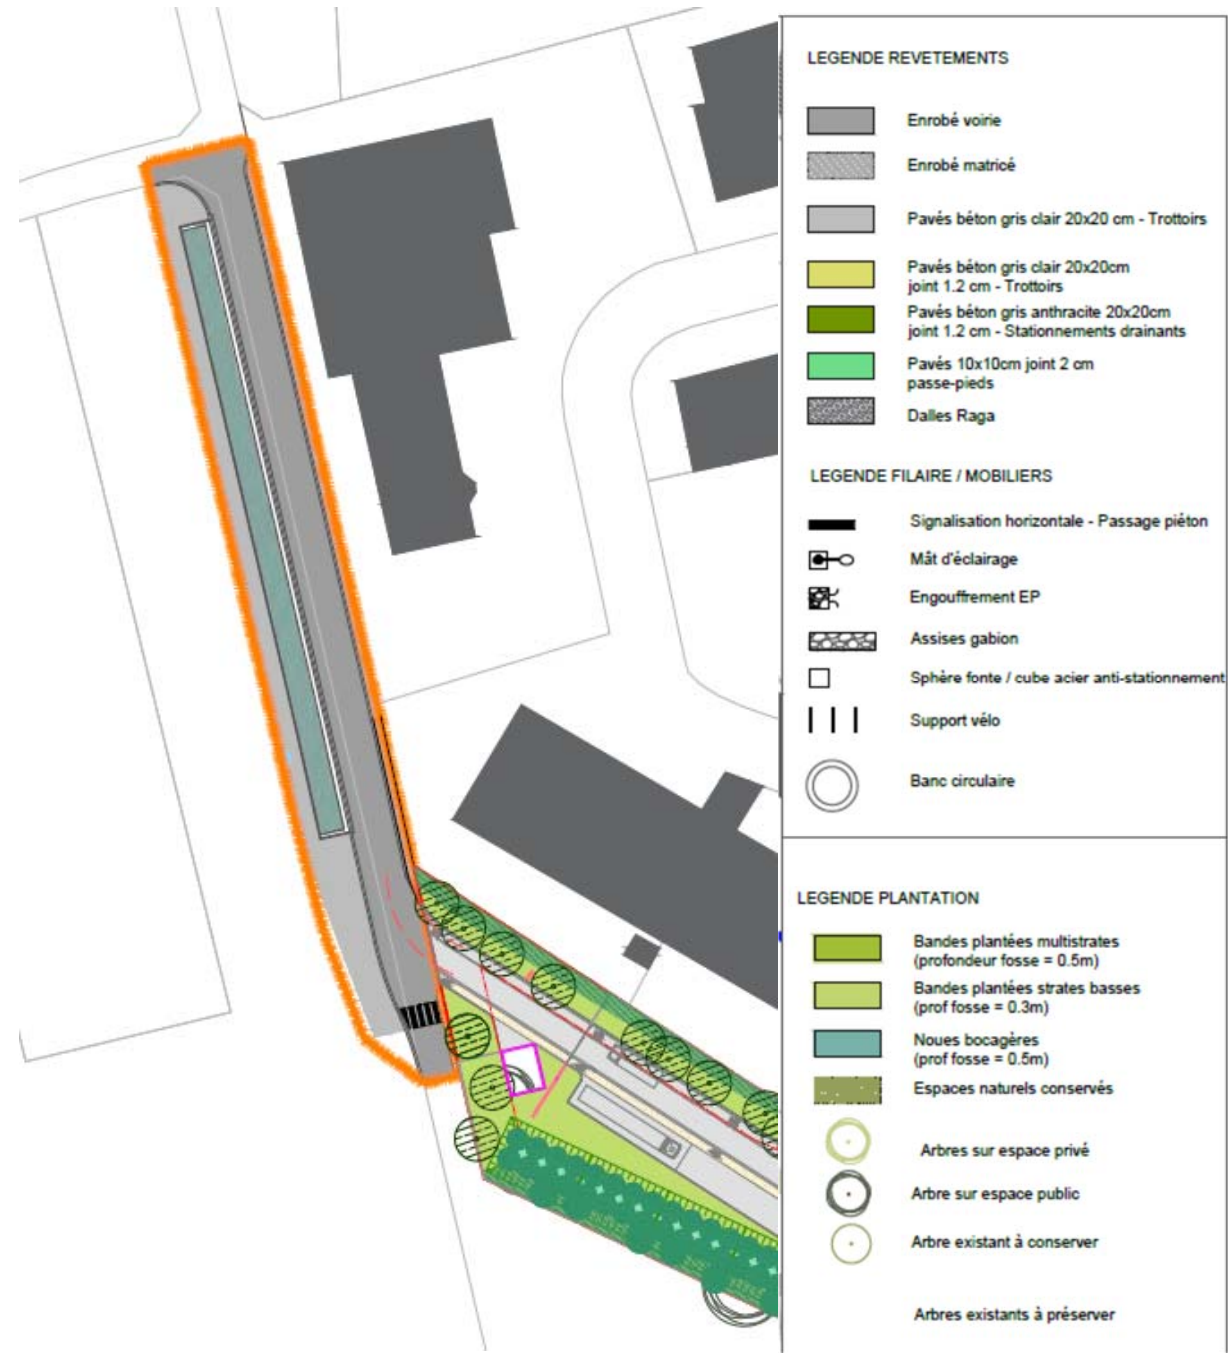 LEGENDE REVETEMENTS
Enrobé voirie
Enrobé matricé
Pavés béton gris clair 20x20 cm - Trottoirs
Pavés béton gris clair 20x20cm
joint 1.2 cm - Trottoirs
Pavés béton gris anthracite 20x20cm
joint 1.2 cm - Stationnements drainants
Pavés 10x10cm joint 2 cm
passe-pieds
Dalles Raga
LEGENDE FILAIRE / MOBILIERS
Signalisation horizontale - Passage piéton
Mât d'éclairage
Engouffrement EP
Assises gabion
Sphère fonte / cube acier anti-stationnement
Support vélo
Banc circulaire
LEGENDE PLANTATION
Bandes plantées multistrates
(profondeur fosse = 0.5m)
Bandes plantées strates basses
(prof fosse = 0.3m)
Noues bocagères
(prof fosse = 0.5m)
Espaces naturels conservés
Arbres sur espace privé
Arbre sur espace public
Arbre existant à conserver
Arbres existants à préserver